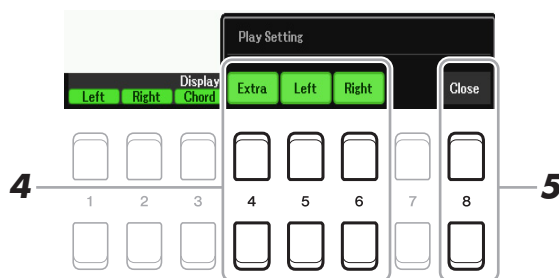 Play Setting
Display
Left Right Chord Extra Left Right Close
4 5
1 2 3 4 5 6 7 8